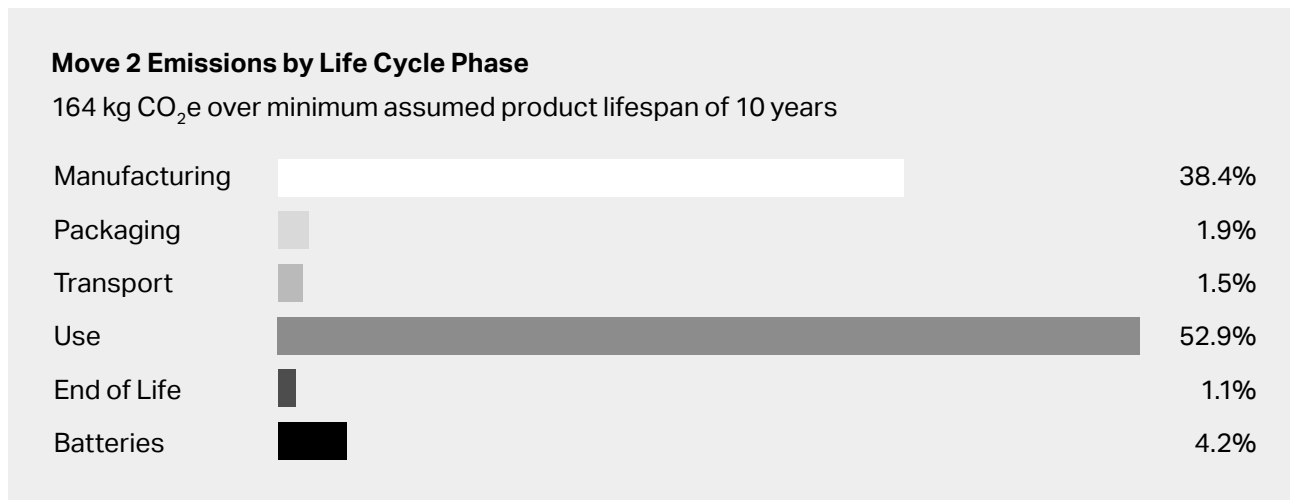 Move 2 Emissions by Life Cycle Phase
164 kg CO₂e over minimum assumed product lifespan of 10 years
Manufacturing 38.4%
Packaging 1.9%
Transport 1.5%
Use 52.9%
End of Life 1.1%
Batteries 4.2%